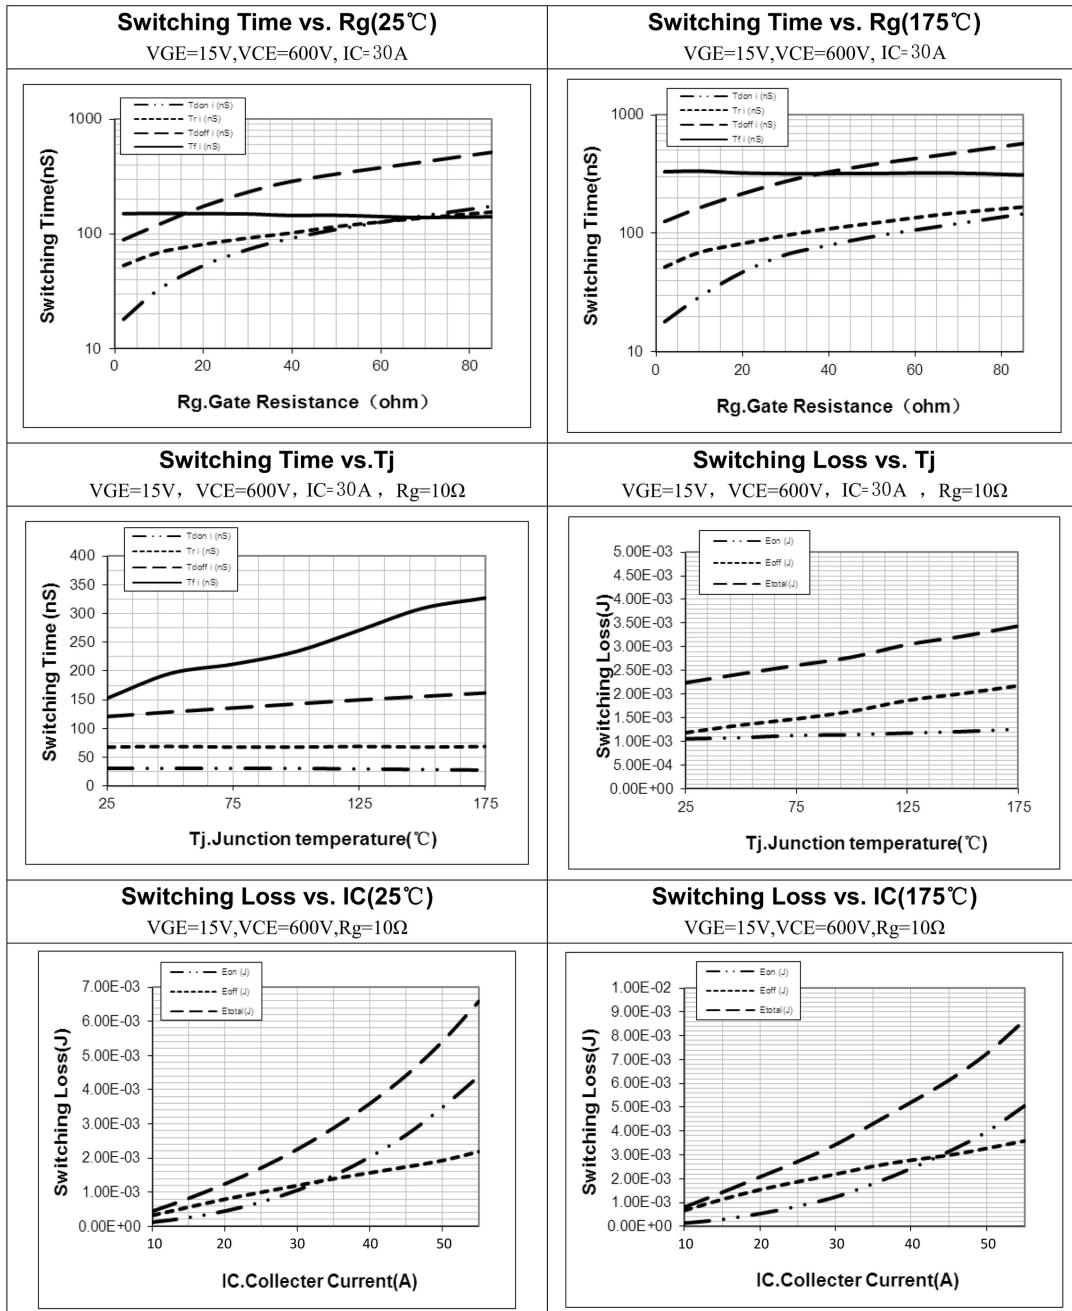 Switching Time vs. Rg(25℃)
VGE=15V,VCE=600V, IC=30A
Tdon i (nS)
Tr i (nS)
Tdoff i (nS)
Tf i (nS)
1000
100
10
Switching Time(nS)
0 20 40 60 80
Rg.Gate Resistance（ohm）
Switching Time vs. Rg(175℃)
VGE=15V,VCE=600V, IC=30A
Tdon i (nS)
Tr i (nS)
Tdoff i (nS)
Tf i (nS)
1000
100
10
Switching Time(nS)
0 20 40 60 80
Rg.Gate Resistance（ohm）
Switching Time vs.Tj
VGE=15V, VCE=600V, IC=30A , Rg=10Ω
Tdon i (nS)
Tr i (nS)
Tdoff i (nS)
Tf i (nS)
400
350
300
250
200
150
100
50
0
Switching Time (nS)
25 75 125 175
Tj.Junction temperature(℃)
Switching Loss vs. Tj
VGE=15V, VCE=600V, IC=30A , Rg=10Ω
Eon (J)
Eoff (J)
Etotal(J)
5.00E-03
4.50E-03
4.00E-03
3.50E-03
3.00E-03
2.50E-03
2.00E-03
1.50E-03
1.00E-03
5.00E-04
0.00E+00
Switching Loss(J)
25 75 125 175
Tj.Junction temperature(℃)
Switching Loss vs. IC(25℃)
VGE=15V,VCE=600V,Rg=10Ω
Eon (J)
Eoff (J)
Etotal(J)
7.00E-03
6.00E-03
5.00E-03
4.00E-03
3.00E-03
2.00E-03
1.00E-03
0.00E+00
Switching Loss(J)
10 20 30 40 50
IC.Collecter Current(A)
Switching Loss vs. IC(175℃)
VGE=15V,VCE=600V,Rg=10Ω
Eon (J)
Eoff (J)
Etotal(J)
1.00E-02
9.00E-03
8.00E-03
7.00E-03
6.00E-03
5.00E-03
4.00E-03
3.00E-03
2.00E-03
1.00E-03
0.00E+00
Switching Loss(J)
10 20 30 40 50
IC.Collecter Current(A)